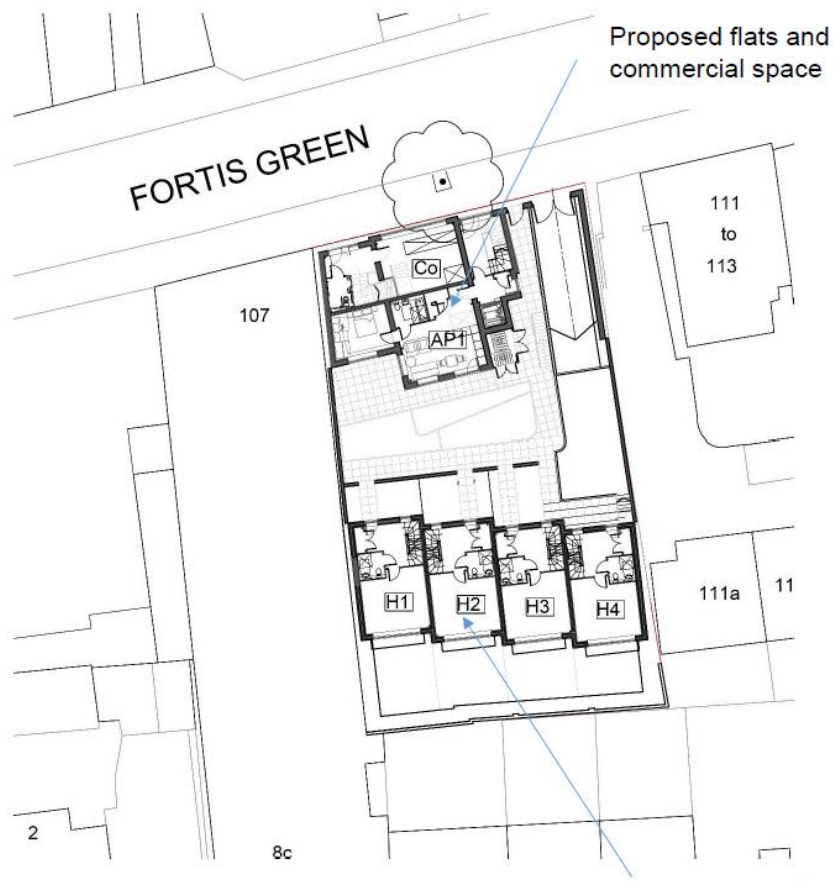 Proposed flats and
commercial space
FORTIS GREEN
111
to
113
Co
107
AP1
H1
H2
H3
H4
111a
11
2
8c